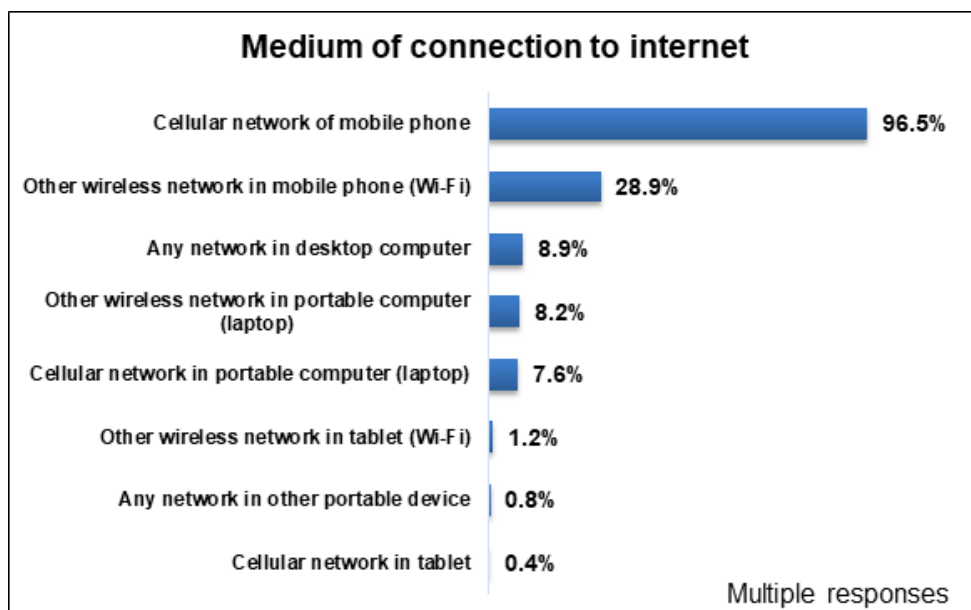 Medium of connection to internet
Cellular network of mobile phone
96.5%
Other wireless network in mobile phone (Wi-Fi)
28.9%
Any network in desktop computer
8.9%
Other wireless network in portable computer
(laptop)
8.2%
Cellular network in portable computer (laptop)
7.6%
Other wireless network in tablet (Wi-Fi)
1.2%
Any network in other portable device
0.8%
Cellular network in tablet
0.4%
Multiple responses